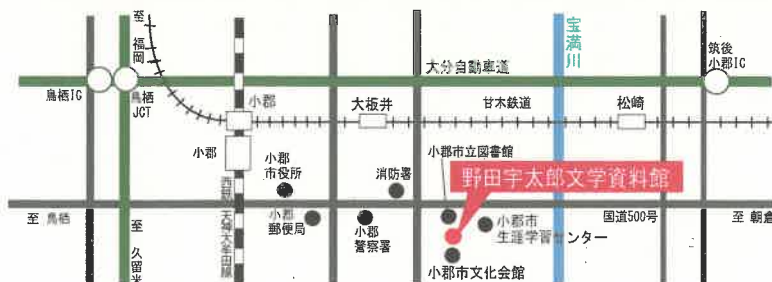 至 福岡
宝満川
筑後
小郡IC
大分自動車道
鳥栖IC
鳥栖
JCT
小郡
大板井
甘木鉄道
松崎
小郡
小郡
市役所
消防署
小郡市立図書館
野田宇太郎文学資料館
至 鳥栖
至 久留米
西鉄 天神大牟田線
小郡
郵便局
小郡
警察署
小郡市
生涯学習センター
国道500号
至 朝倉
小郡市文化会館